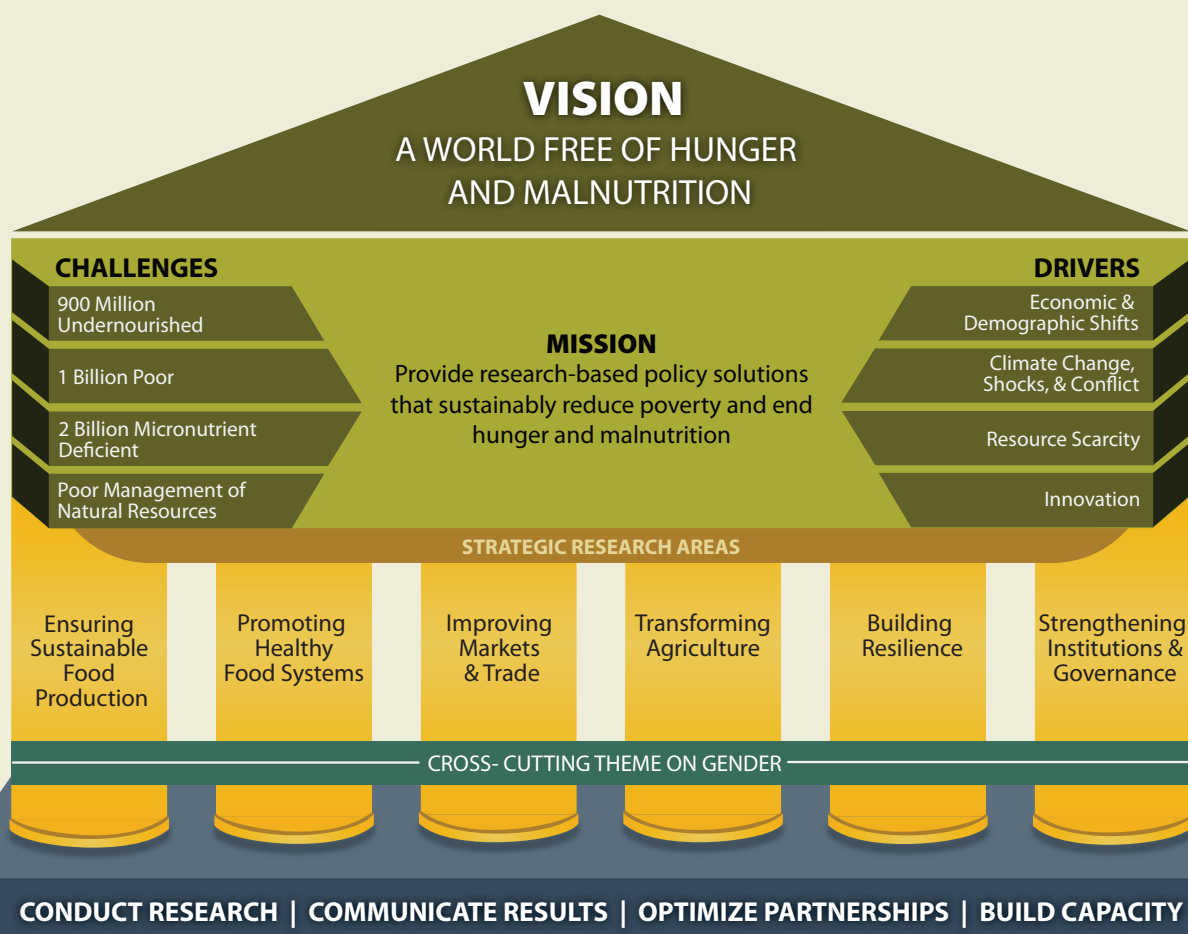 VISION
A WORLD FREE OF HUNGER
AND MALNUTRITION
CHALLENGES
900 Million
Undernourished
1 Billion Poor
2 Billion Micronutrient
Deficient
Poor Management of
Natural Resources
MISSION
Provide research-based policy solutions
that sustainably reduce poverty and end
hunger and malnutrition
DRIVERS
Economic &
Demographic Shifts
Climate Change,
Shocks, & Conflict
Resource Scarcity
Innovation
STRATEGIC RESEARCH AREAS
Ensuring
Sustainable
Food
Production
Promoting
Healthy
Food Systems
Improving
Markets
& Trade
Transforming
Agriculture
Building
Resilience
Strengthening
Institutions &
Governance
CROSS- CUTTING THEME ON GENDER
CONDUCT RESEARCH | COMMUNICATE RESULTS | OPTIMIZE PARTNERSHIPS | BUILD CAPACITY